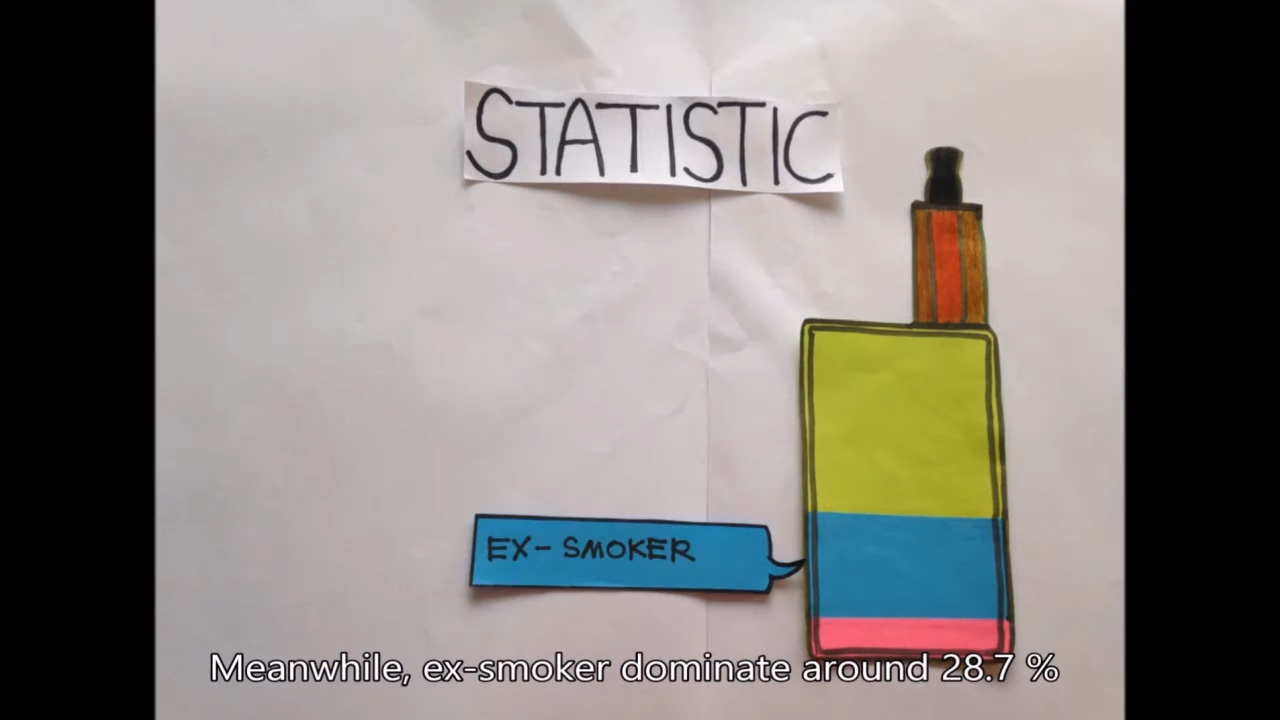 STATISTIC
EX- SMOKER
Meanwhile, ex-smoker dominate around 28.7 %